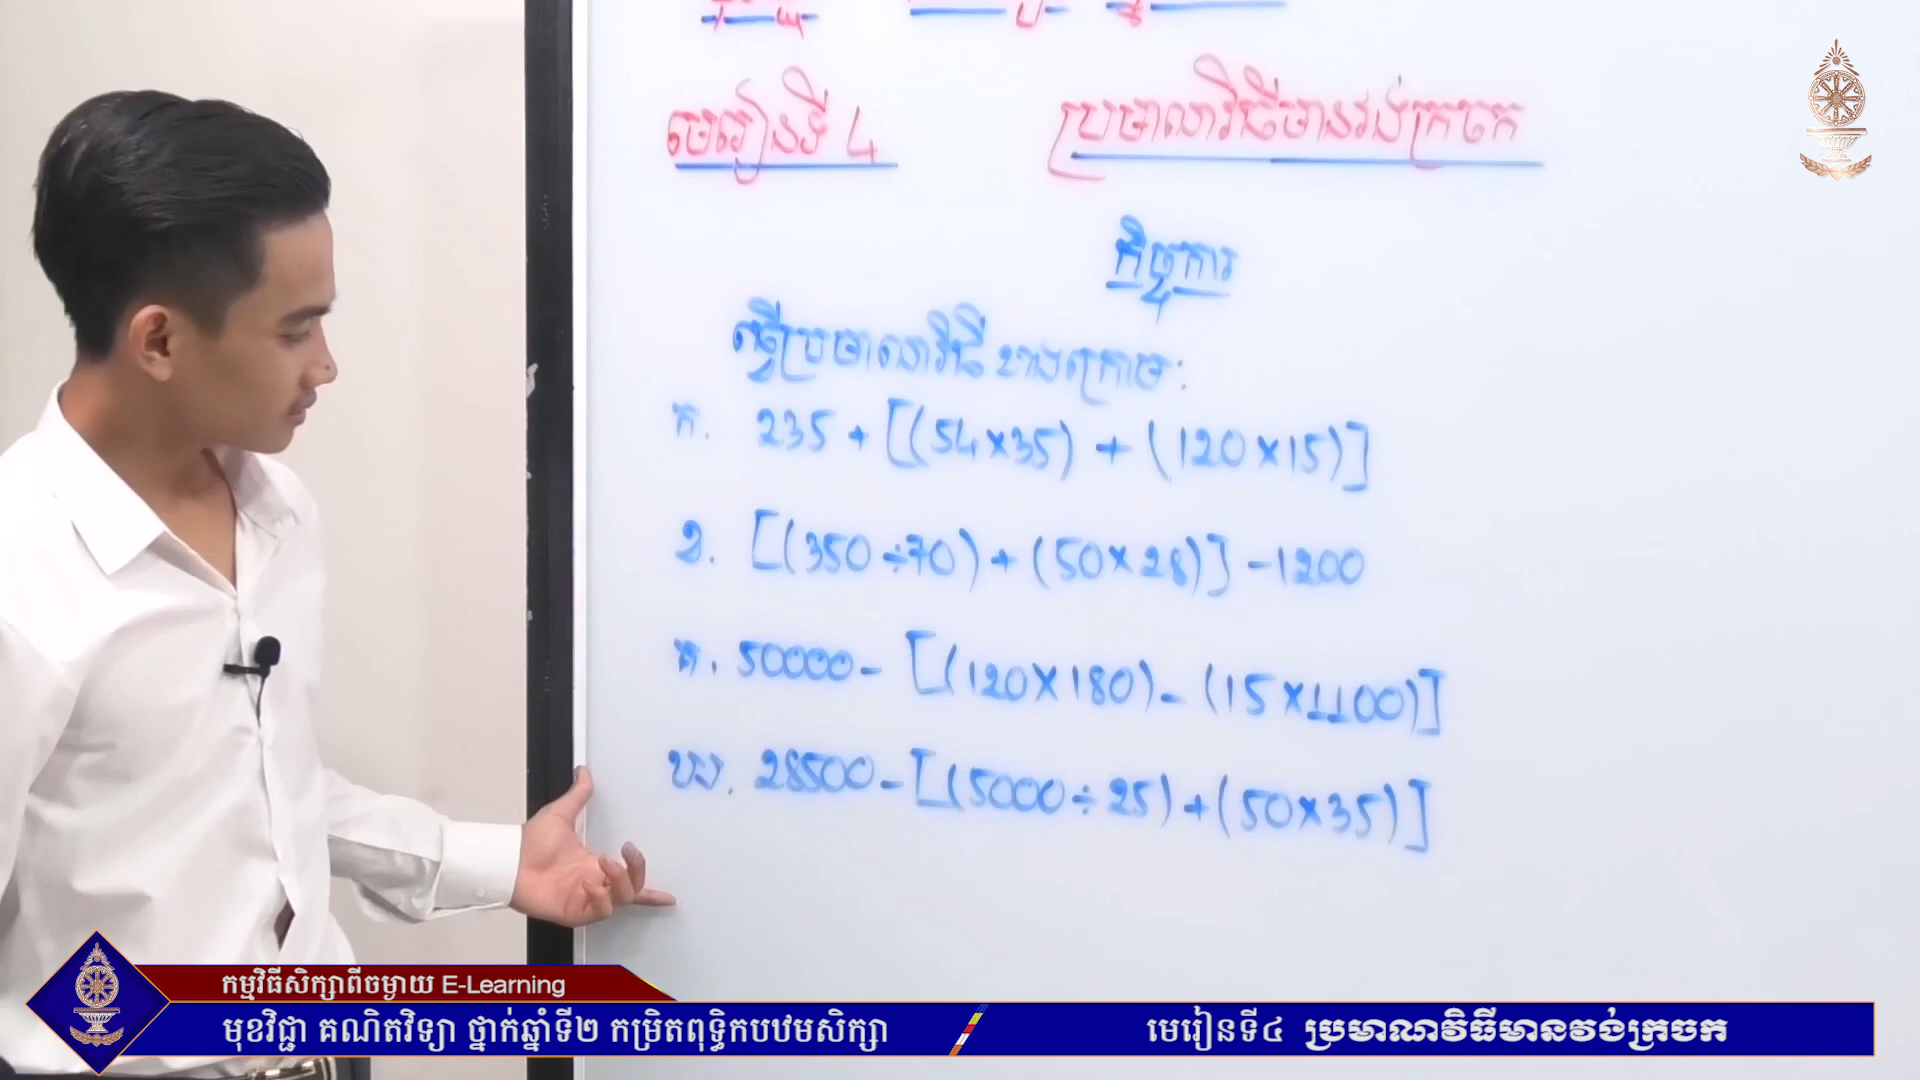 មេរៀនទី ៤ ប្រមាណវិធីមានវង់ក្រចក
កិច្ចការ
ធ្វើប្រមាណវិធី ខាងក្រោម:
ក. 235 + [(54×35) + (120×15)]
ខ. [(350÷70) + (50×28)] -1200
គ. 50000- [(120×180) - (15×1100)]
ឃ. 28500-[(5000÷25) + (50×35)]
កម្មវិធីសិក្សាពីចម្ងាយ E-Learning
មុខវិជ្ជា គណិតវិទ្យា ថ្នាក់ឆ្នាំទី២ កម្រិតពុទ្ធិកបឋមសិក្សា
មេរៀនទី៤ ប្រមាណវិធីមានវង់ក្រចក